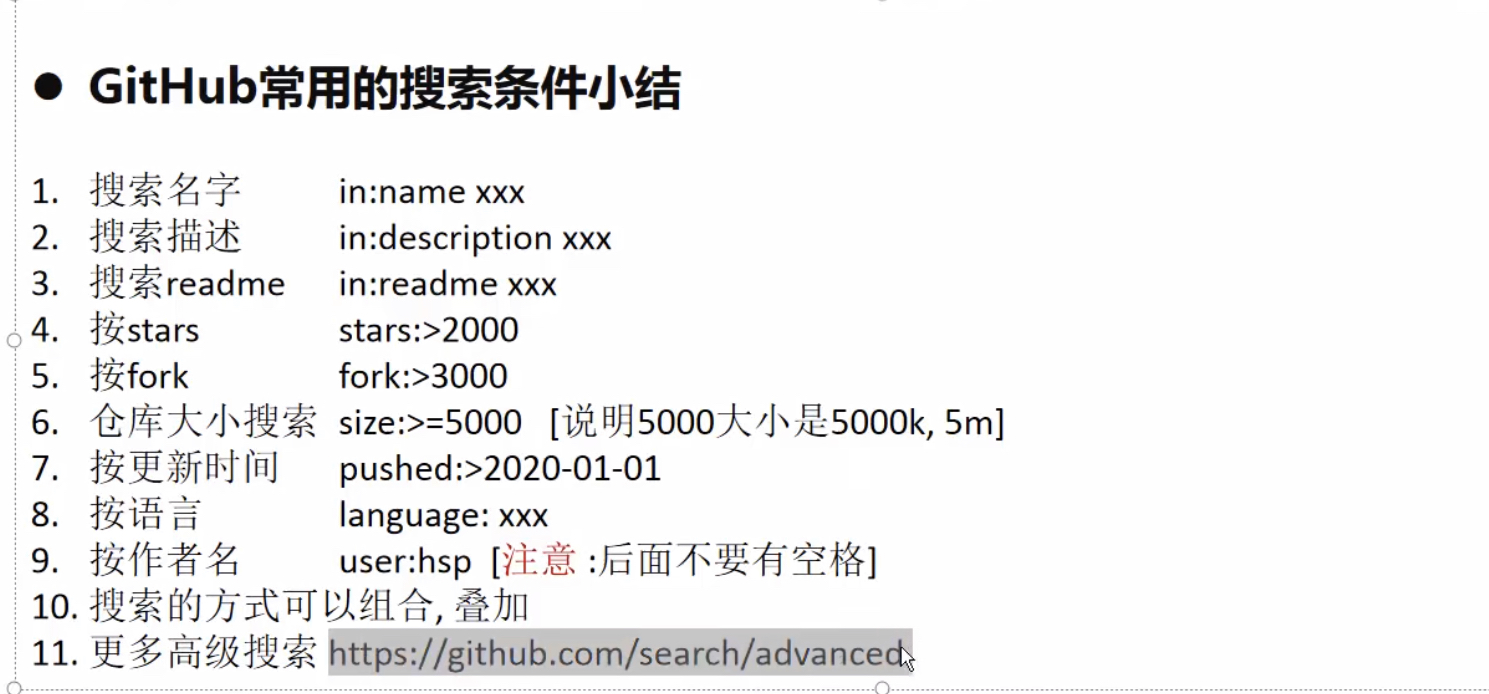 ● GitHub常用的搜索条件小结
1. 搜索名字 in:name xxx
2. 搜索描述 in:description xxx
3. 搜索readme in:readme xxx
4. 按stars stars:>2000
5. 按fork fork:>3000
6. 仓库大小搜索 size:>=5000 [说明5000大小是5000k, 5m]
7. 按更新时间 pushed:>2020-01-01
8. 按语言 language: xxx
9. 按作者名 user:hsp [注意 :后面不要有空格]
10. 搜索的方式可以组合, 叠加
11. 更多高级搜索 https://github.com/search/advanced